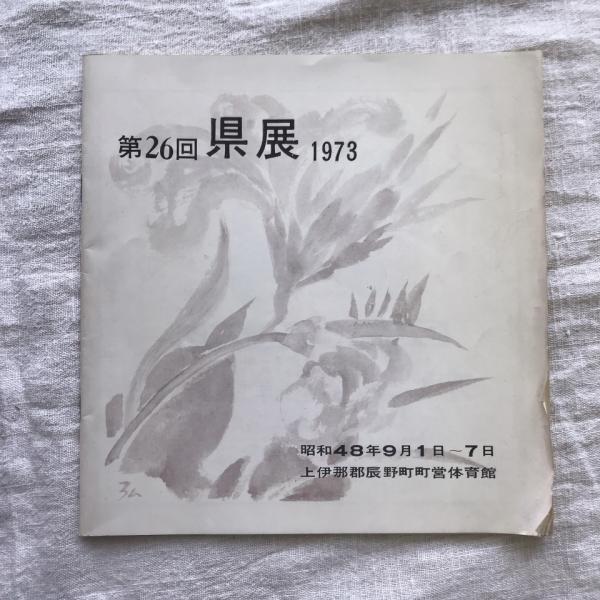 第26回 県展 1973
昭和48年9月1日～7日
上伊那郡辰野町町営体育館